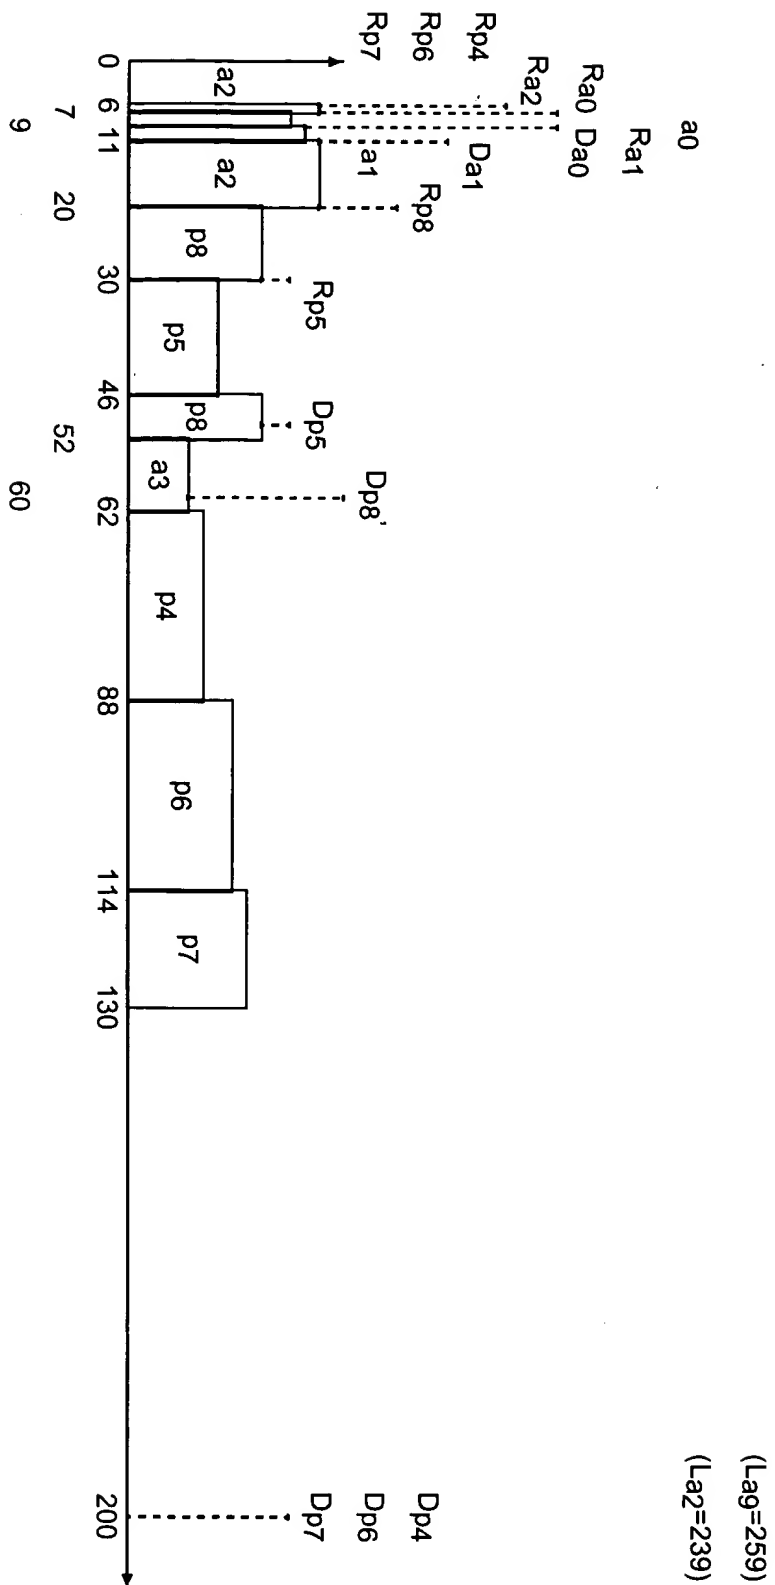 (La9=259)
a0 (La2=239)
Ra1
Ra0 Da0
Ra2
Rp4 Da1
Rp6 Rp8 Dp4
Rp7 a1 Dp8' Dp6
Rp5 Dp5 Dp7
a2 a2 p8 p5 p8 a3 p4 p6 p7
0 6 11 30 46 62 88 114 130 200
7 20 52
9 60